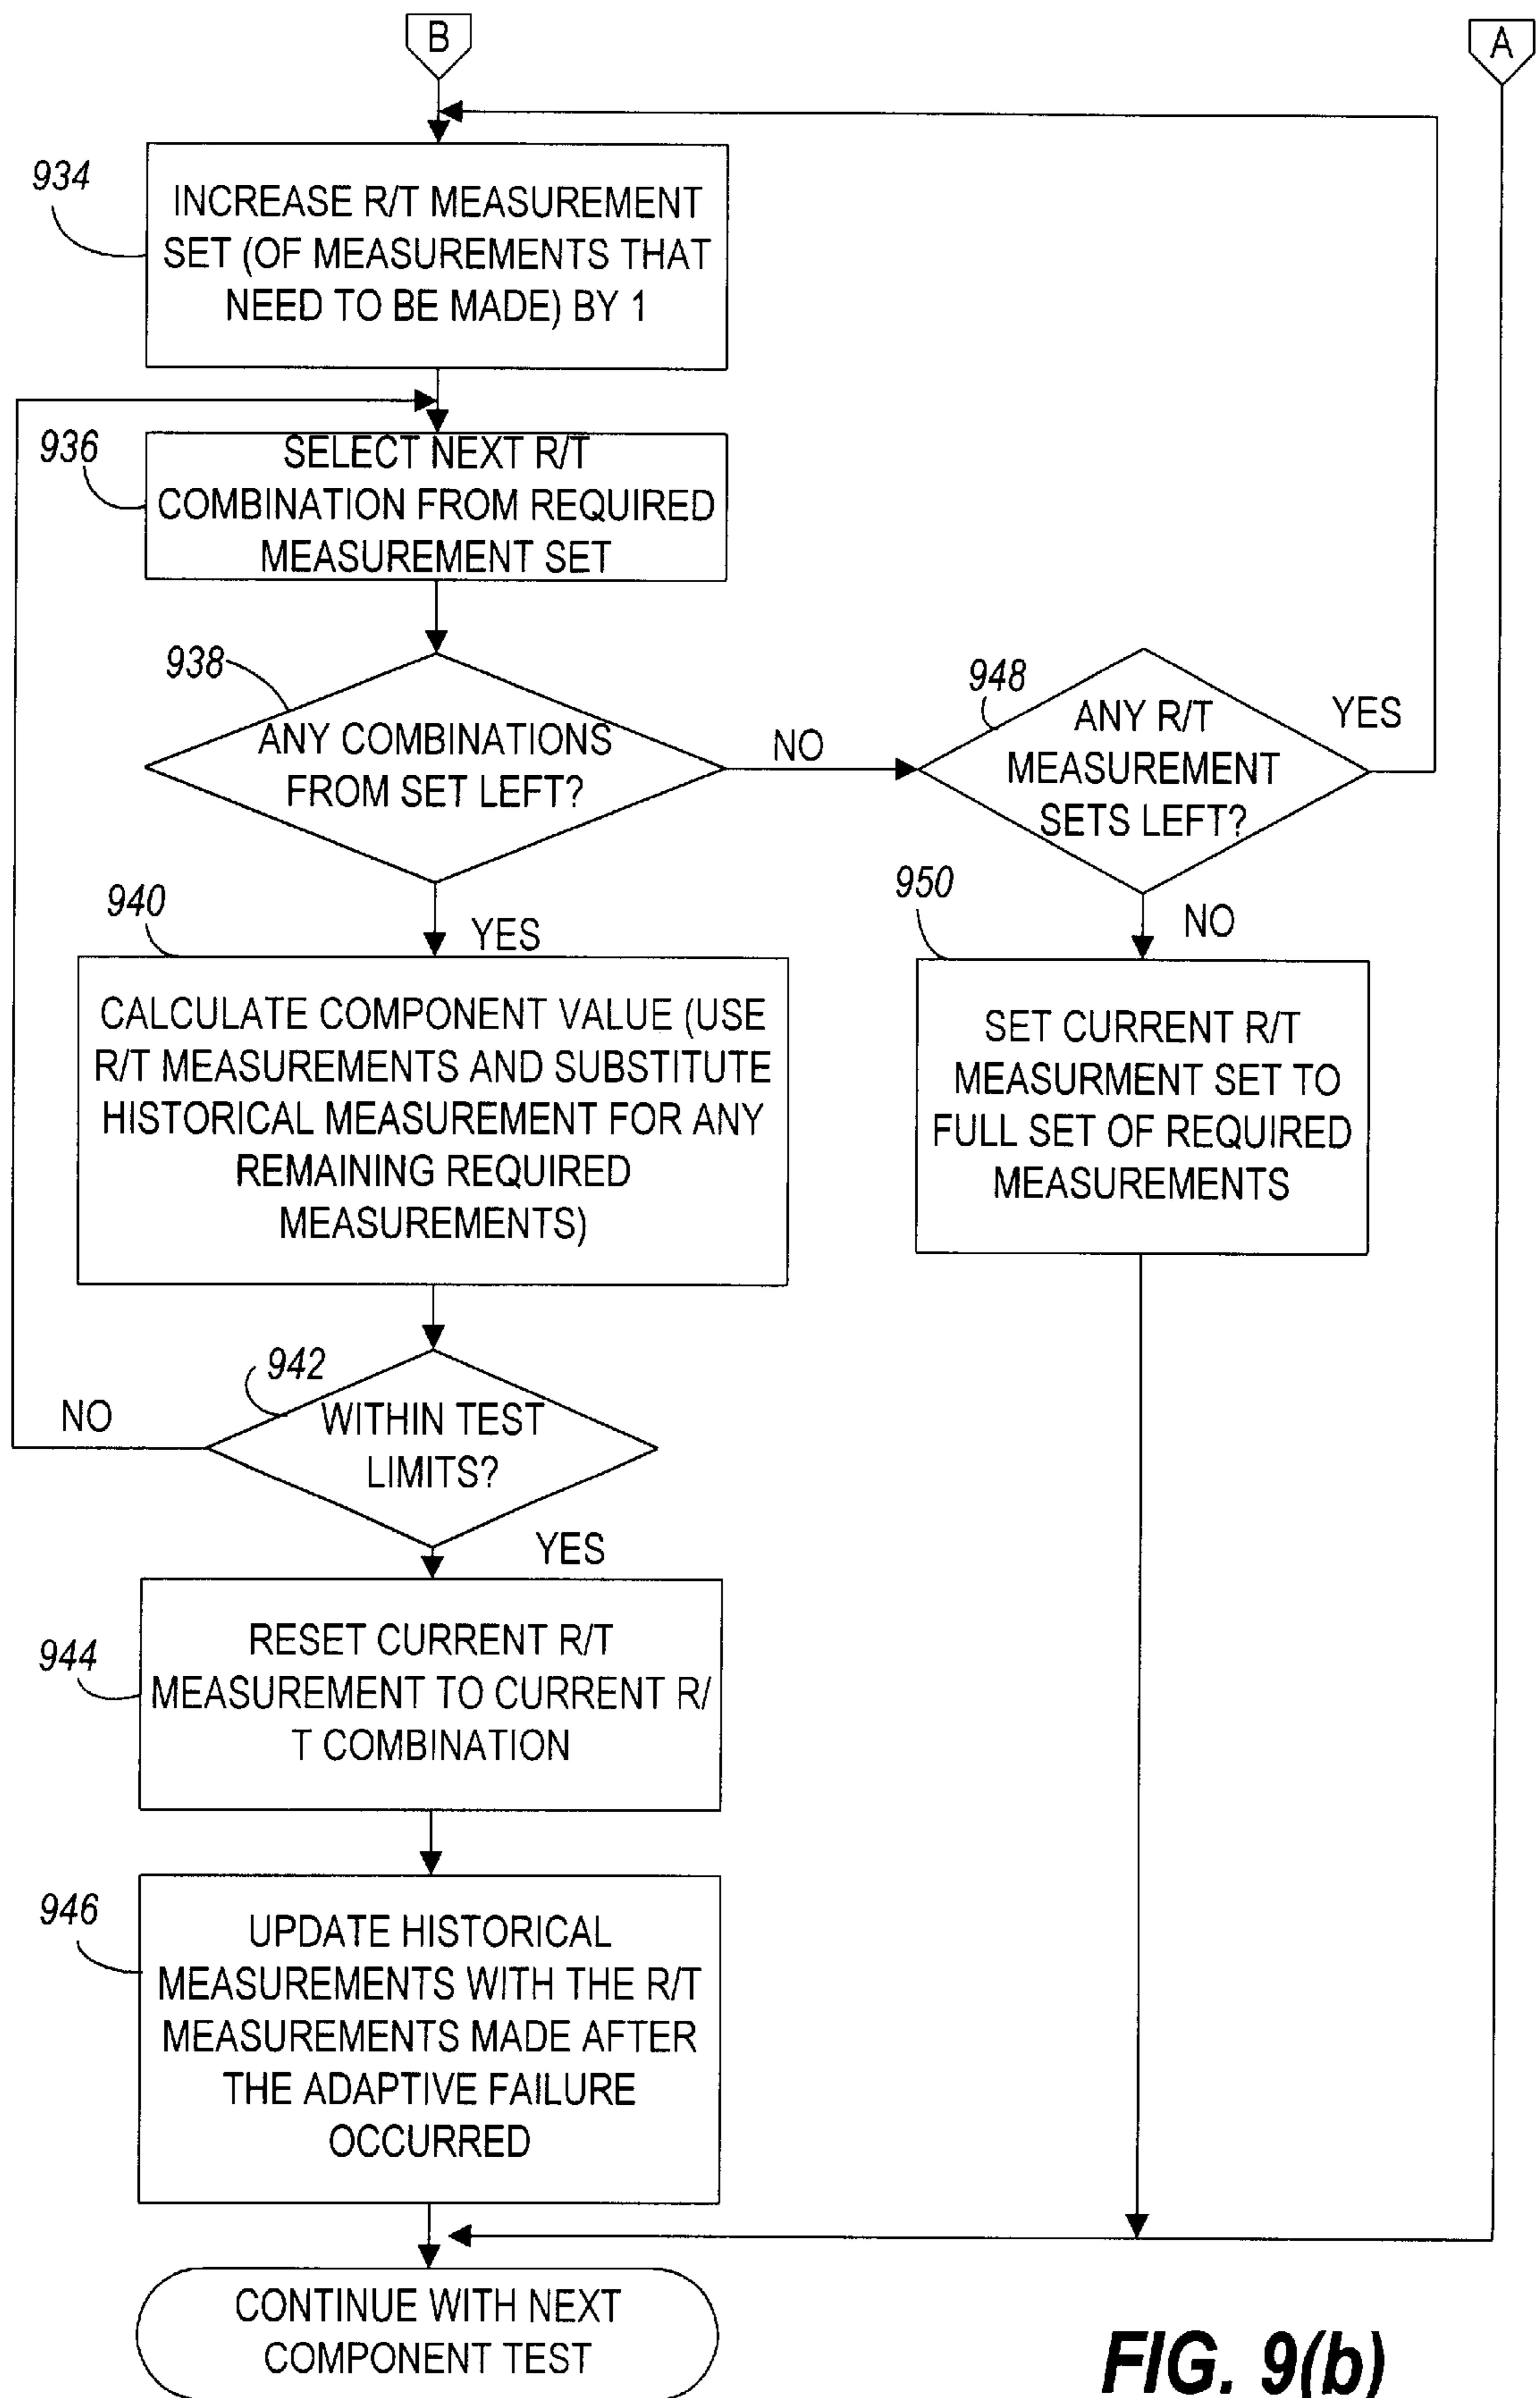 B
A
934
INCREASE R/T MEASUREMENT
SET (OF MEASUREMENTS THAT
NEED TO BE MADE) BY 1
936
SELECT NEXT R/T
COMBINATION FROM REQUIRED
MEASUREMENT SET
938
ANY COMBINATIONS
FROM SET LEFT?
NO
948
ANY R/T
MEASUREMENT
SETS LEFT?
YES
940
YES
CALCULATE COMPONENT VALUE (USE
R/T MEASUREMENTS AND SUBSTITUTE
HISTORICAL MEASUREMENT FOR ANY
REMAINING REQUIRED
MEASUREMENTS)
950
NO
SET CURRENT R/T
MEASURMENT SET TO
FULL SET OF REQUIRED
MEASUREMENTS
942
WITHIN TEST
LIMITS?
NO
YES
944
RESET CURRENT R/T
MEASUREMENT TO CURRENT R/
T COMBINATION
946
UPDATE HISTORICAL
MEASUREMENTS WITH THE R/T
MEASUREMENTS MADE AFTER
THE ADAPTIVE FAILURE
OCCURRED
CONTINUE WITH NEXT
COMPONENT TEST
FIG. 9(b)